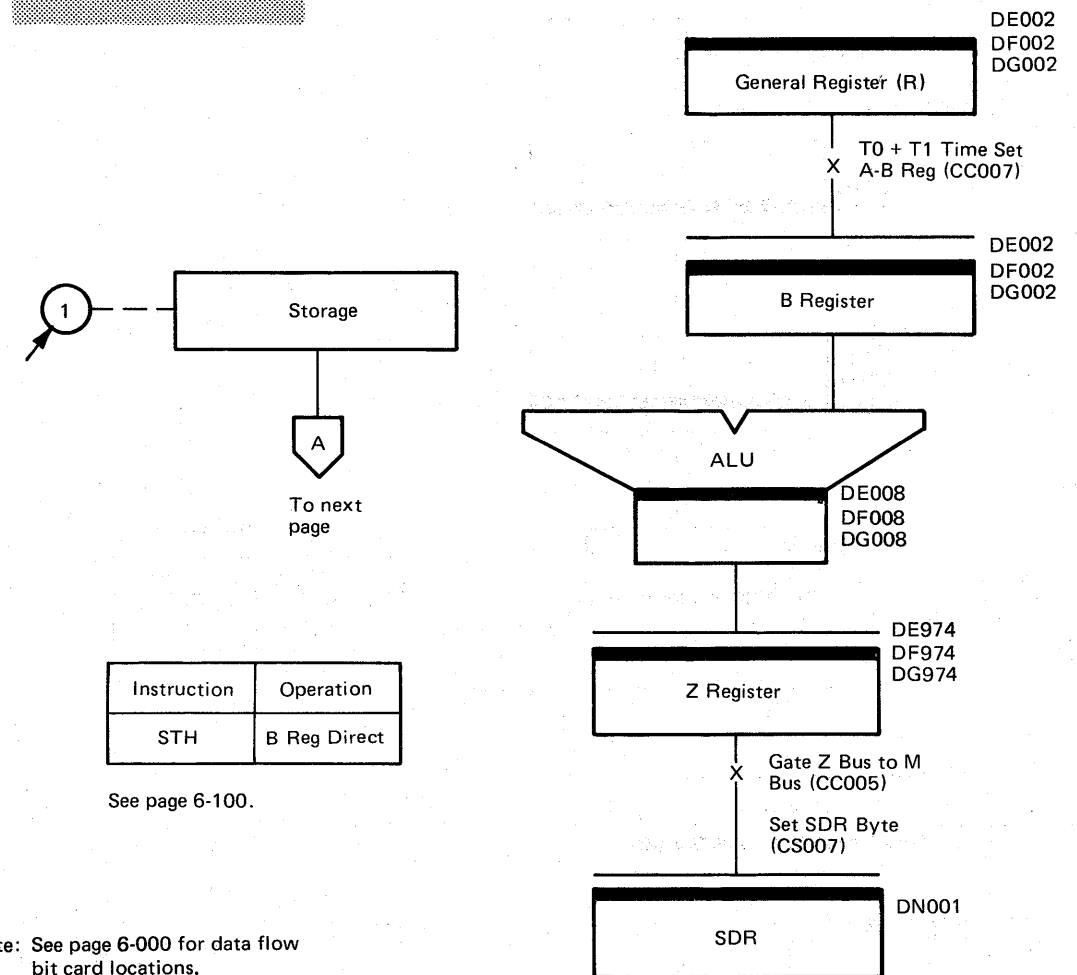 DE002
DF002
DG002
General Register (R)
X
T0 + T1 Time Set
A-B Reg (CC007)
DE002
DF002
DG002
B Register
1
Storage
A
To next
page
ALU
DE008
DF008
DG008
DE974
DF974
DG974
Z Register
Instruction Operation
STH B Reg Direct
See page 6-100.
X
Gate Z Bus to M
Bus (CC005)
Set SDR Byte
(CS007)
DN001
SDR
te: See page 6-000 for data flow
bit card locations.